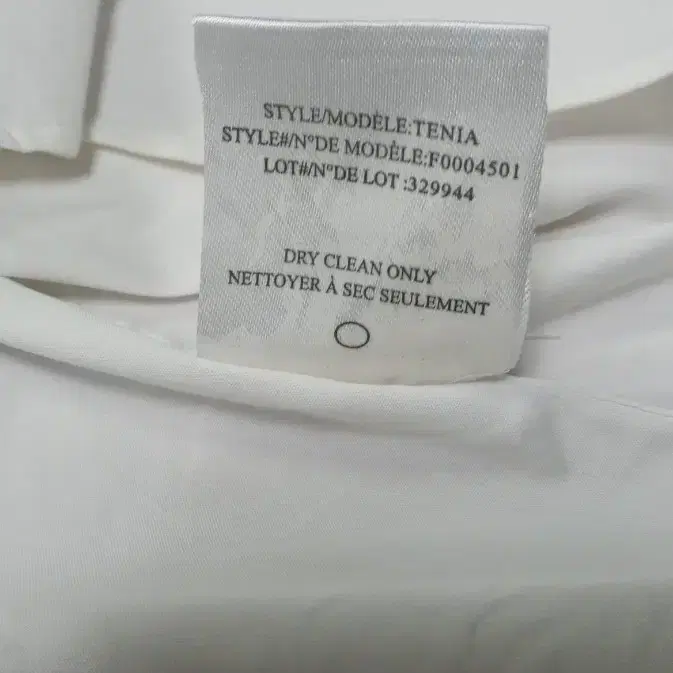 STYLE/MODÈLE:TENIA
STYLE#/N°DE MODÈLE:F0004501
LOT#/N°DE LOT :329944
DRY CLEAN ONLY
NETTOYER À SEC SEULEMENT